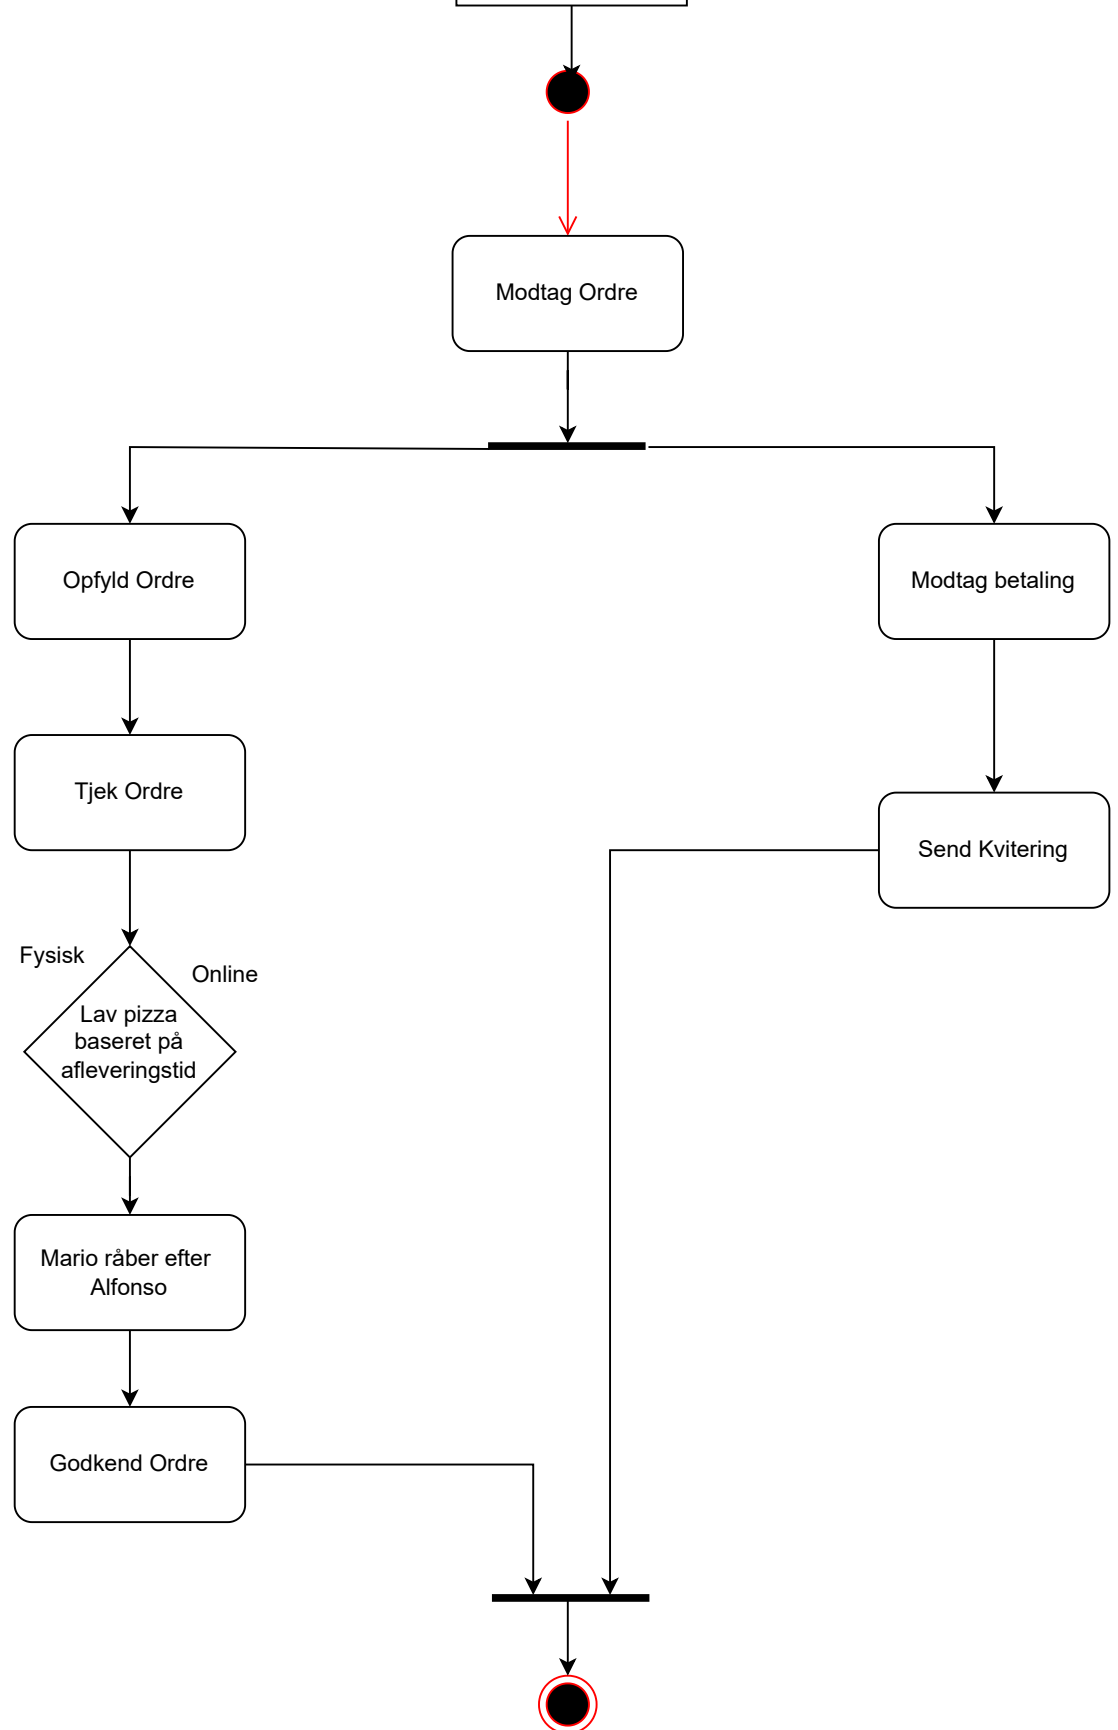 Modtag Ordre
Opfyld Ordre
Modtag betaling
Tjek Ordre
Send Kvitering
Fysisk
Online
Lav pizza
baseret på
afleveringstid
Mario råber efter
Alfonso
Godkend Ordre